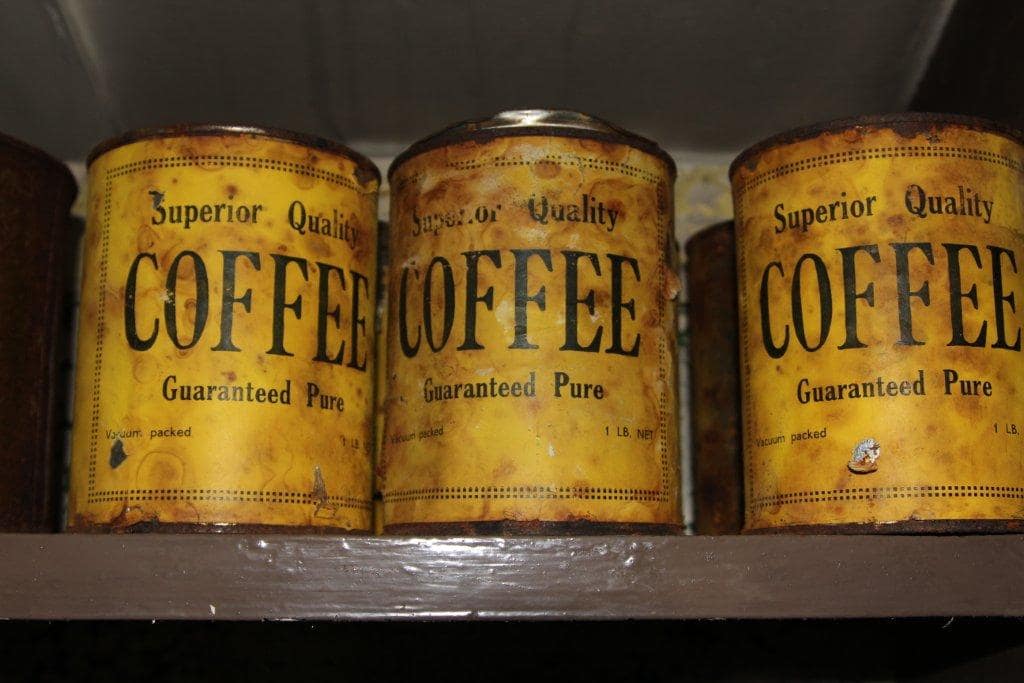 Superior Quality
COFFEE
Guaranteed Pure
Vacuum packed 1 LB. NET
Superior Quality
COFFEE
Guaranteed Pure
Vacuum packed 1 LB. NET
Superior Quality
COFFEE
Guaranteed Pure
Vacuum packed 1 LB.